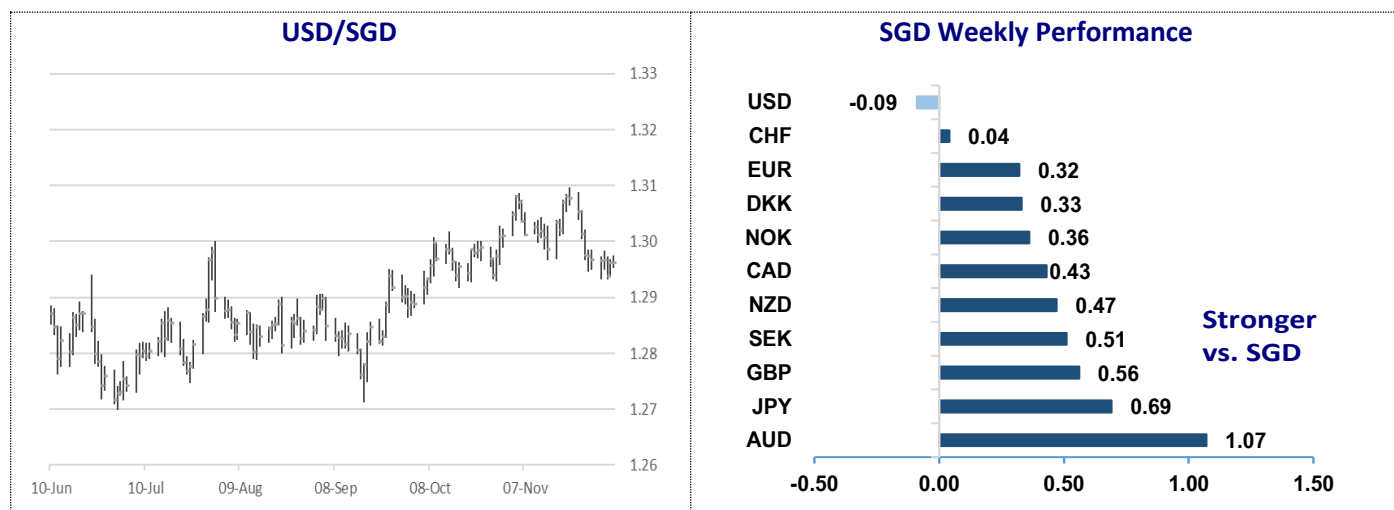 USD/SGD
1.33
1.32
1.31
1.30
1.29
1.28
1.27
1.26
10-Jun
10-Jul
09-Aug
08-Sep
08-Oct
07-Nov
SGD Weekly Performance
USD -0.09
CHF 0.04
EUR 0.32
DKK 0.33
NOK 0.36
CAD 0.43
NZD 0.47
SEK 0.51
GBP 0.56
JPY 0.69
AUD 1.07
Stronger
vs. SGD
-0.50 0.00 0.50 1.00 1.50